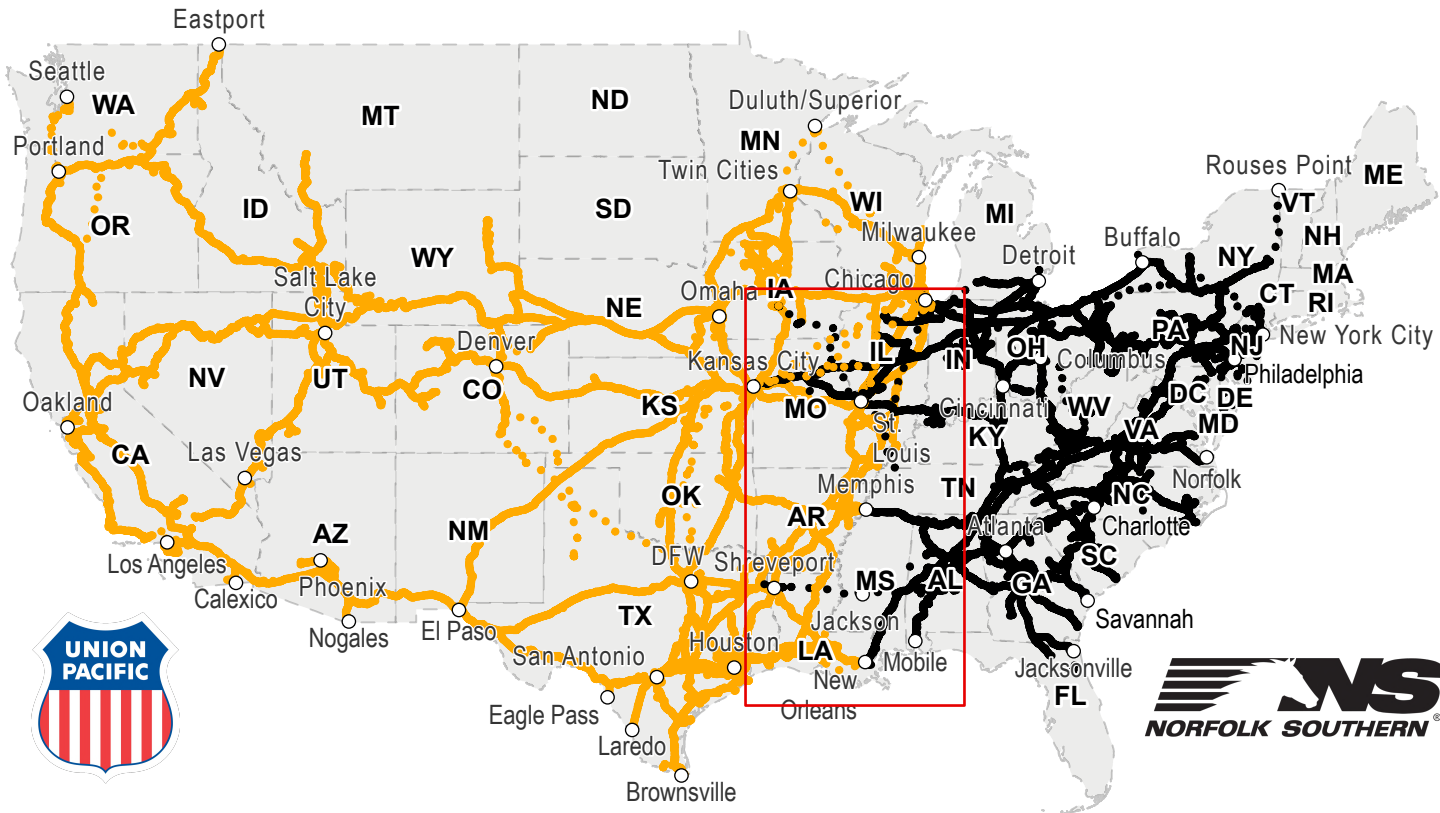 Eastport
Seattle
WA
MT
ND
Duluth/Superior
MN
Portland
Twin Cities
Rouses Point
ME
ID
SD
WI
MI
VT
OR
NH
WY
Milwaukee
Detroit
Buffalo
NY
MA
Salt Lake
City
Omaha
IA
Chicago
CT
RI
NE
PA
New York City
Denver
Kansas City
IL
IN
OH
Columbus
NJ
Philadelphia
NV
UT
CO
KS
MO
Cincinnati
WV
DC
DE
Oakland
St.
Louis
KY
VA
MD
CA
Las Vegas
Norfolk
Memphis
TN
OK
NC
AR
Atlanta
Charlotte
NM
AZ
Los Angeles
DFW
Shreveport
SC
Phoenix
MS
AL
GA
Calexico
Savannah
TX
Jackson
Nogales
El Paso
Houston
LA
San Antonio
New
Orleans
Mobile
Jacksonville
FL
Eagle Pass
Laredo
Brownsville
UNION
PACIFIC
NS
NORFOLK SOUTHERN®